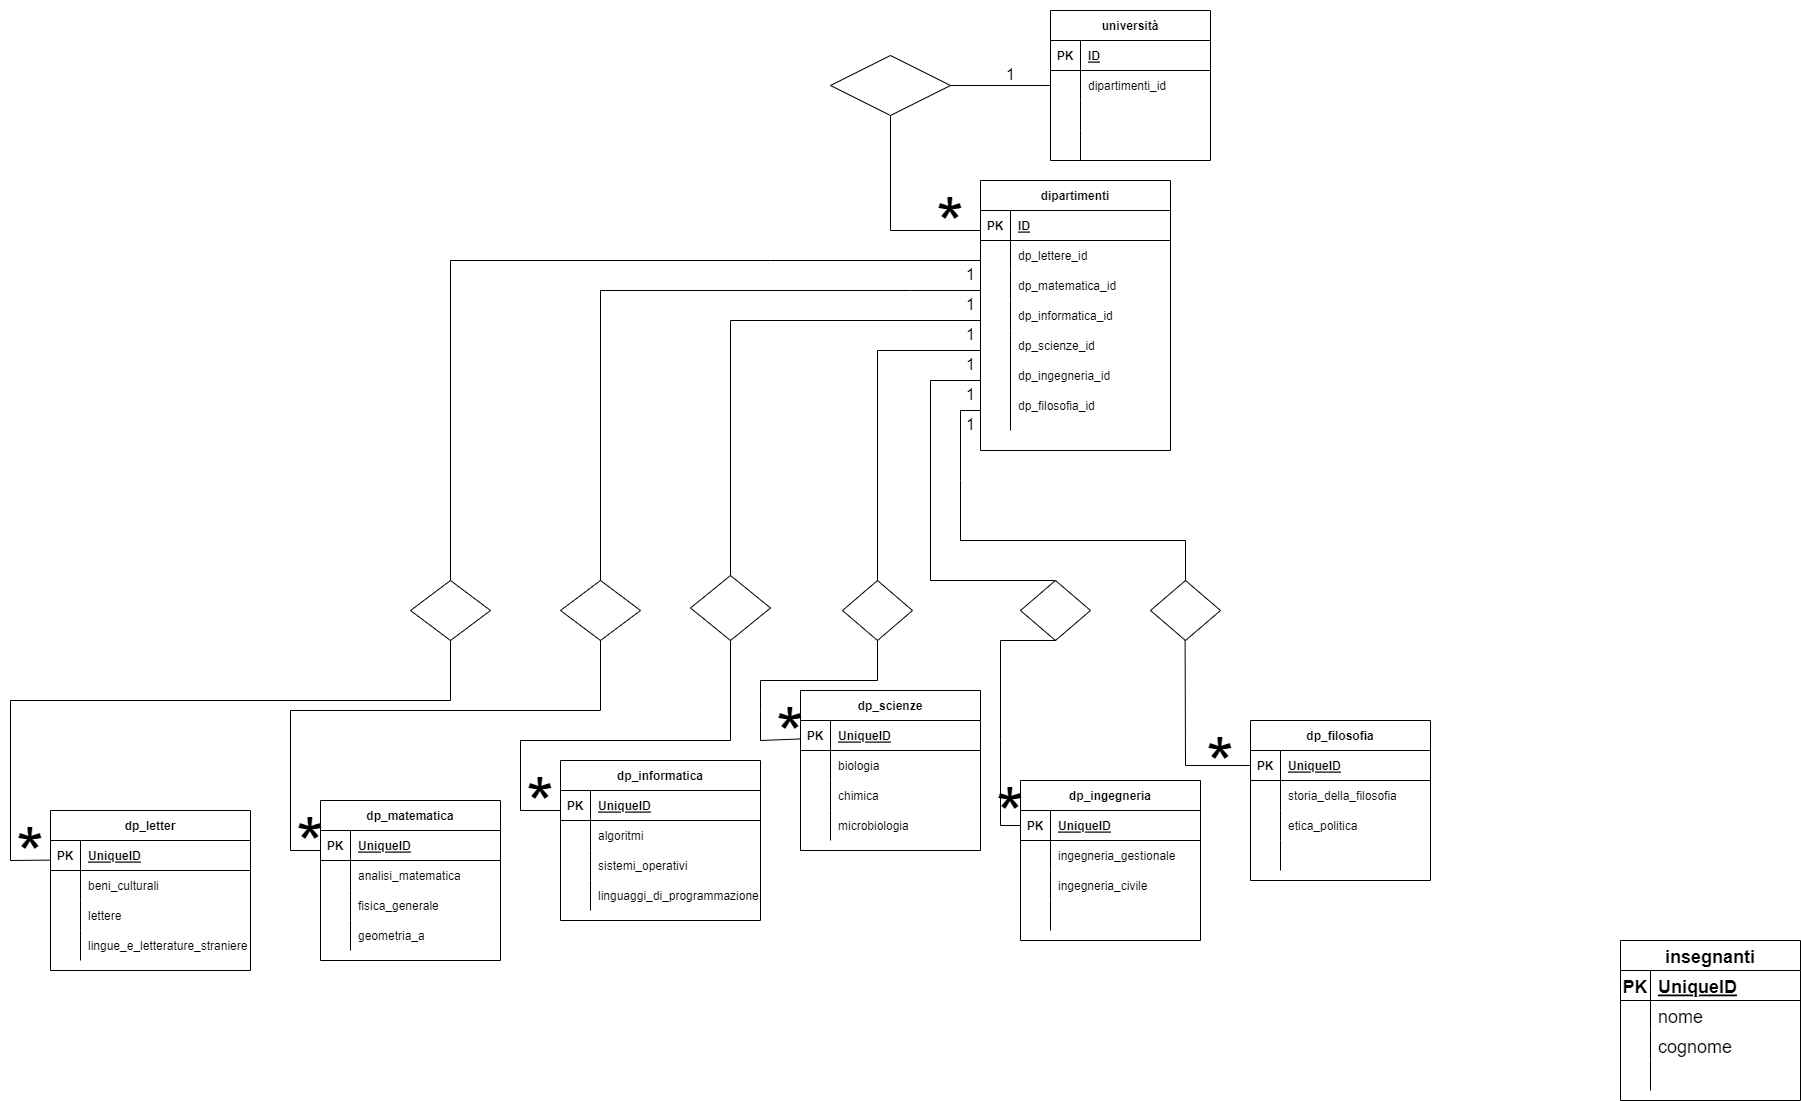 università
PK ID
dipartimenti_id
1
*
dipartimenti
PK ID
dp_lettere_id
1
dp_matematica_id
1
dp_informatica_id
1
dp_scienze_id
1
dp_ingegneria_id
1
dp_filosofia_id
1
*
dp_letter
PK UniqueID
beni_culturali
lettere
lingue_e_letterature_straniere
*
dp_matematica
PK UniqueID
analisi_matematica
fisica_generale
geometria_a
*
dp_informatica
PK UniqueID
algoritmi
sistemi_operativi
linguaggi_di_programmazione
*
dp_scienze
PK UniqueID
biologia
chimica
microbiologia
*
dp_ingegneria
PK UniqueID
ingegneria_gestionale
ingegneria_civile
*
dp_filosofia
PK UniqueID
storia_della_filosofia
etica_politica
insegnanti
PK UniqueID
nome
cognome